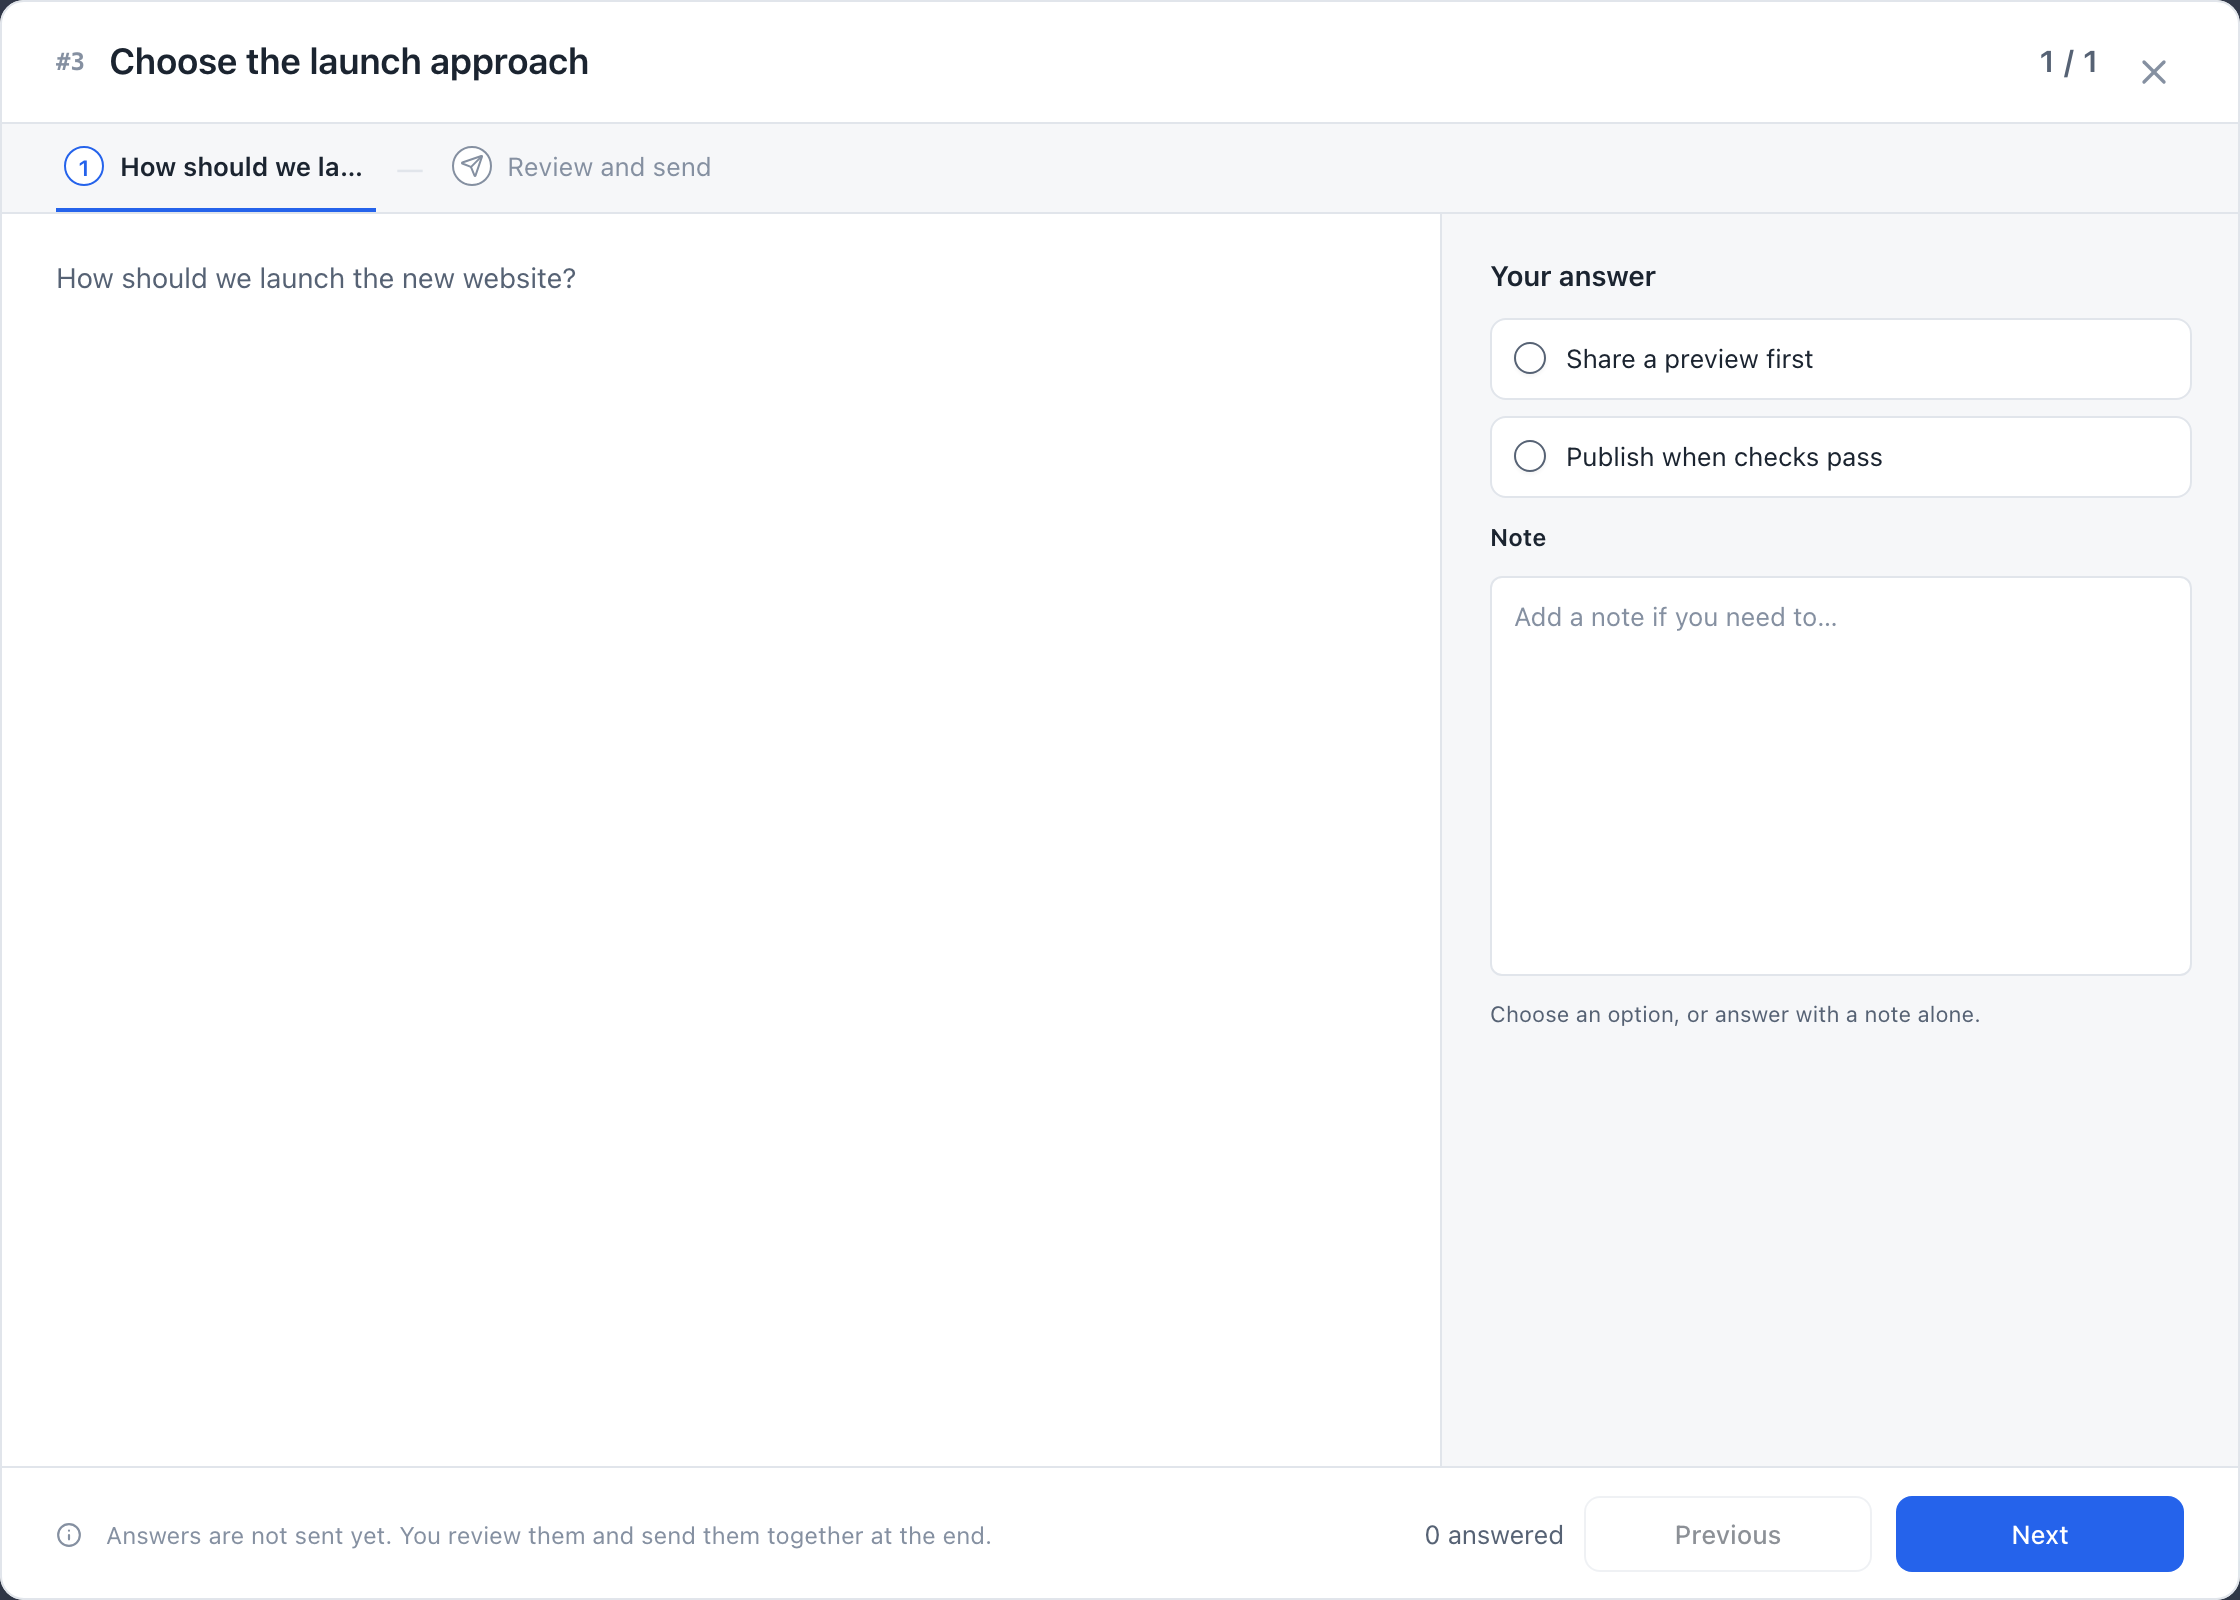 #3 Choose the launch approach
1 / 1
1 How should we la...
Review and send
How should we launch the new website?
Your answer
Share a preview first
Publish when checks pass
Note
Add a note if you need to...
Choose an option, or answer with a note alone.
Answers are not sent yet. You review them and send them together at the end.
0 answered
Previous
Next